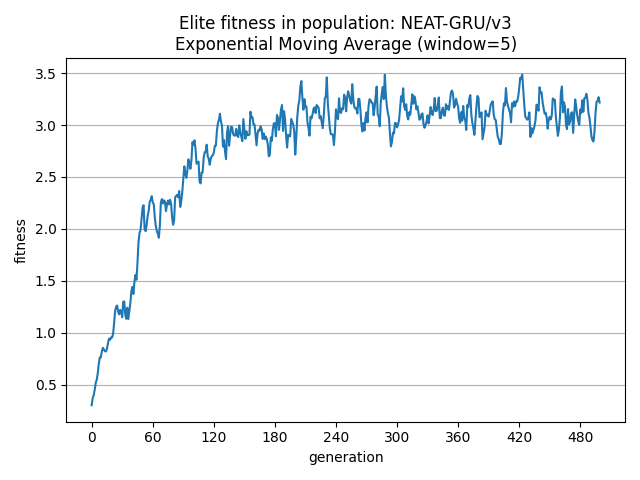 Elite fitness in population: NEAT-GRU/v3
Exponential Moving Average (window=5)
fitness
3.5
3.0
2.5
2.0
1.5
1.0
0.5
0 60 120 180 240 300 360 420 480
generation